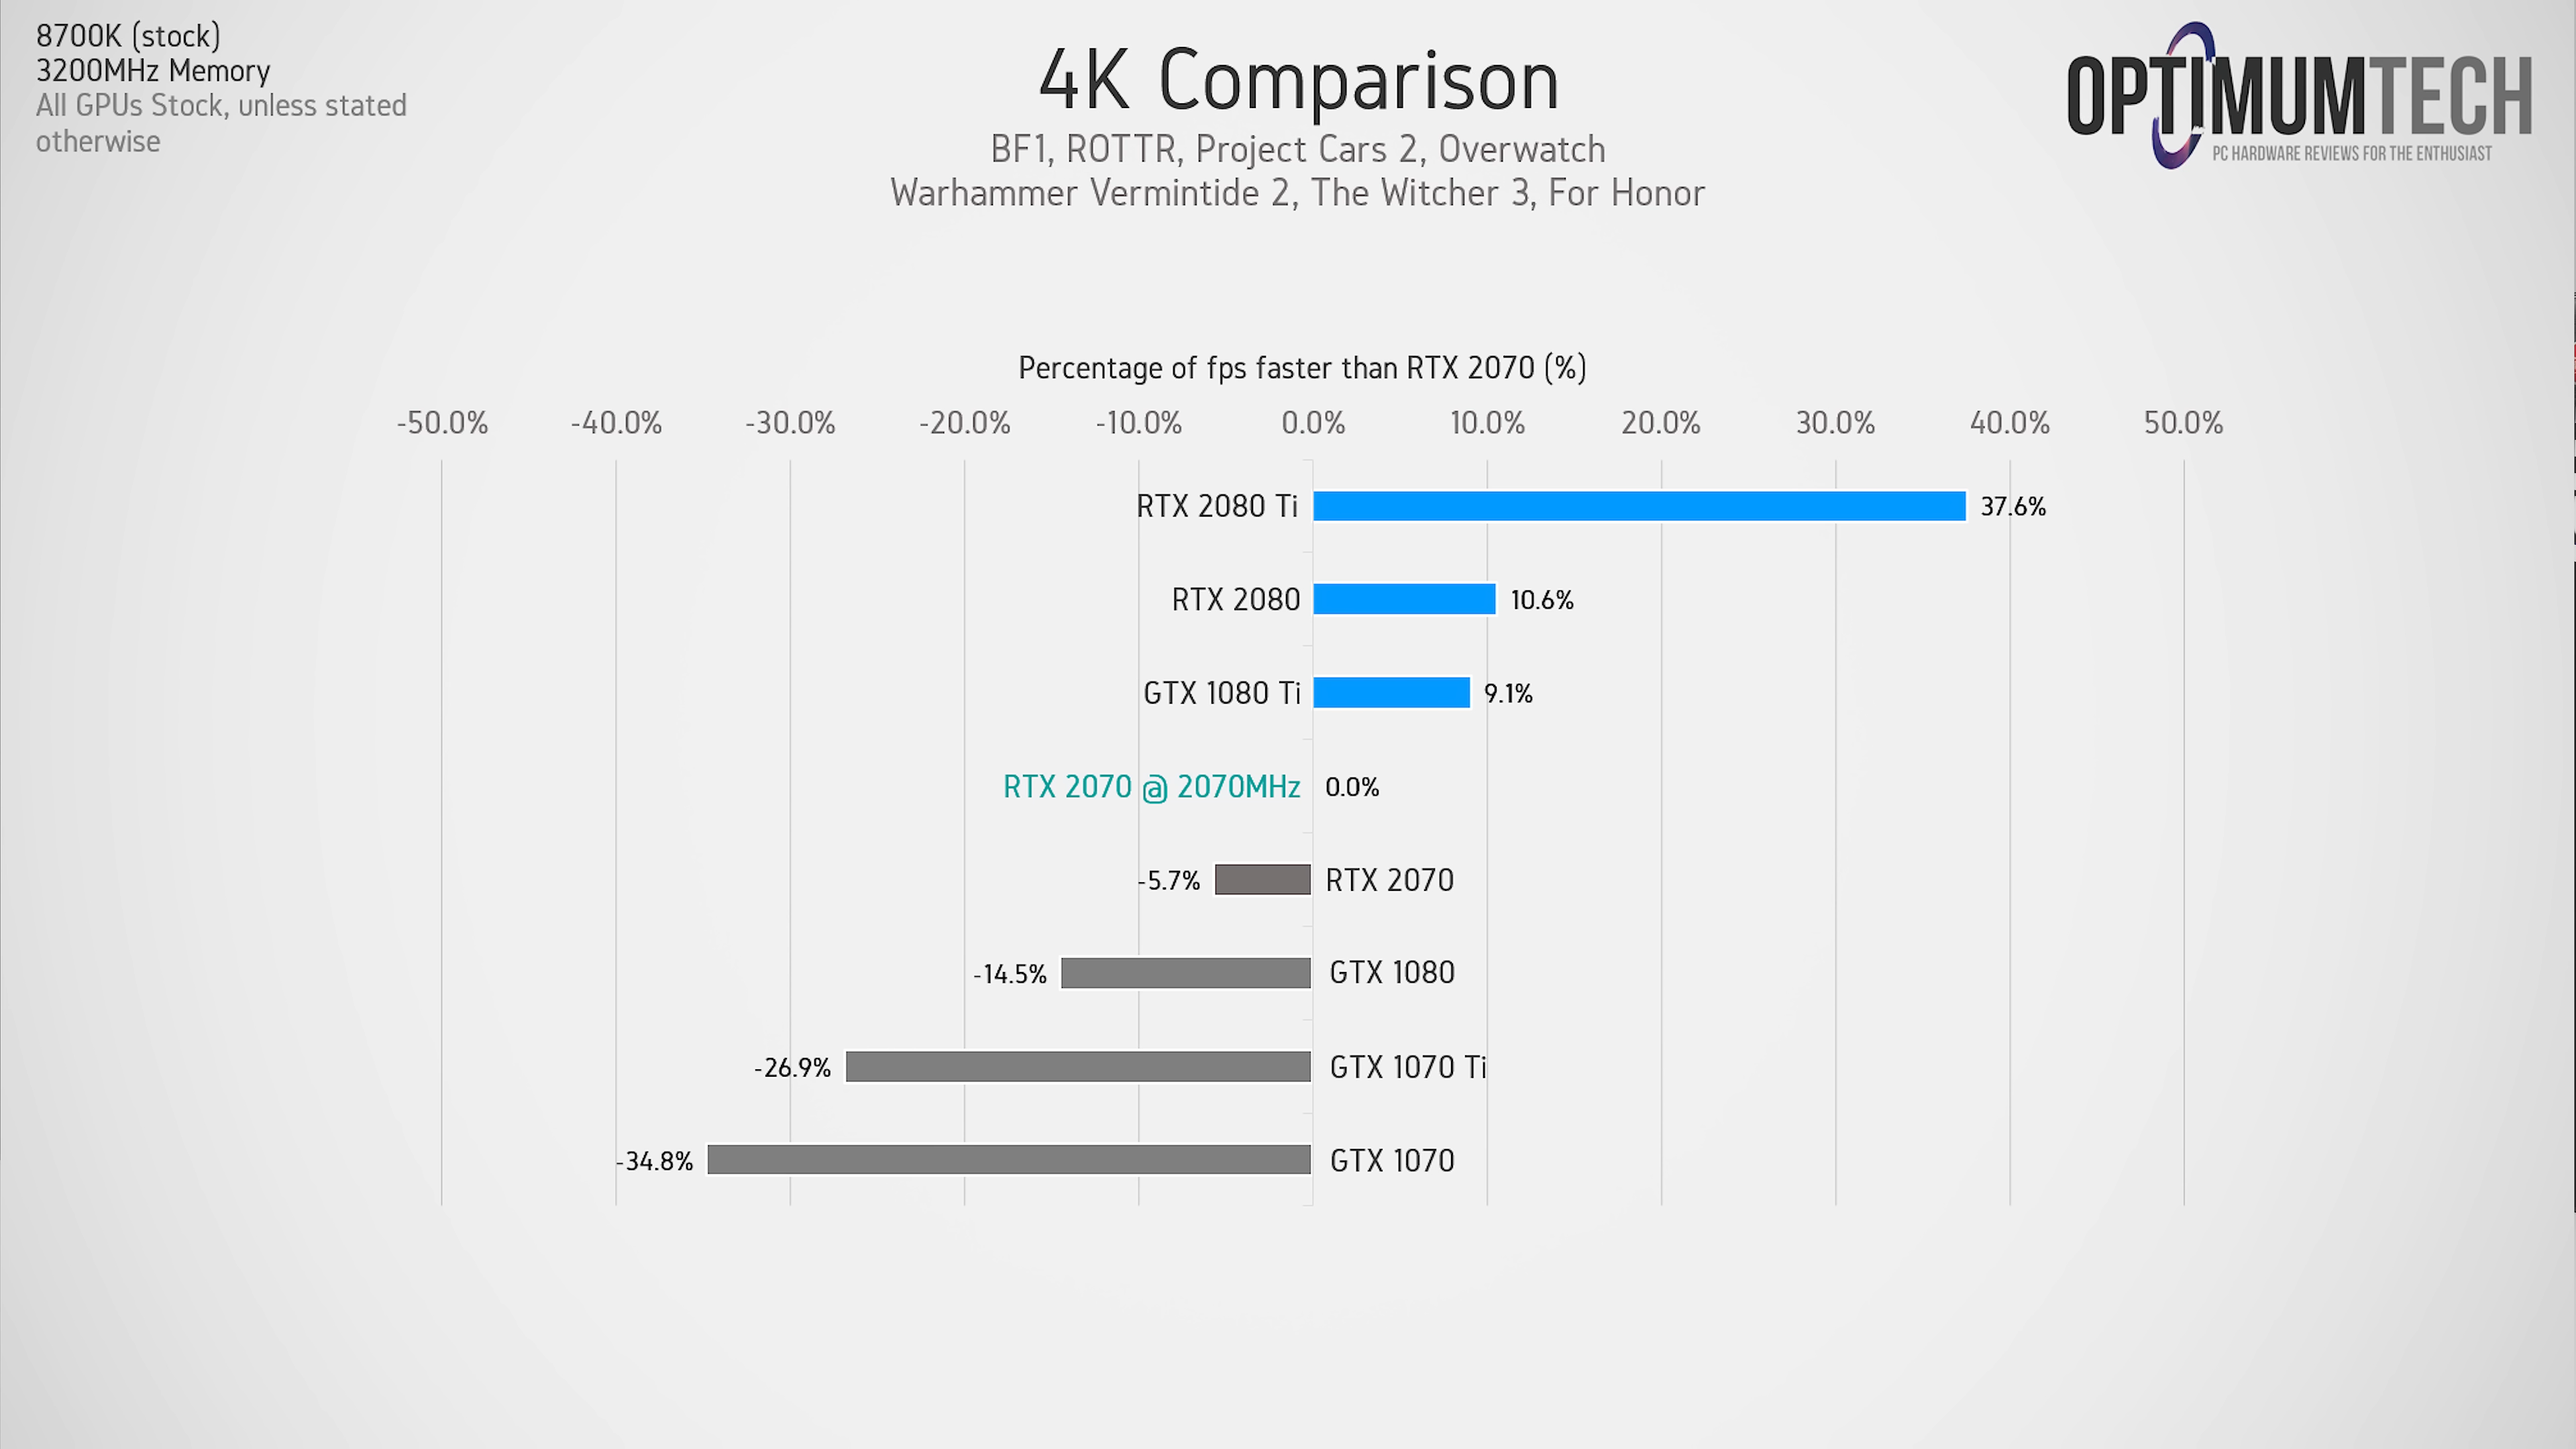 8700K (stock)
3200MHz Memory
All GPUs Stock, unless stated
otherwise
4K Comparison
BF1, ROTTR, Project Cars 2, Overwatch
Warhammer Vermintide 2, The Witcher 3, For Honor
OPTIMUMTECH
PC HARDWARE REVIEWS FOR THE ENTHUSIAST
Percentage of fps faster than RTX 2070 (%)
-50.0% -40.0% -30.0% -20.0% -10.0% 0.0% 10.0% 20.0% 30.0% 40.0% 50.0%
RTX 2080 Ti 37.6%
RTX 2080 10.6%
GTX 1080 Ti 9.1%
RTX 2070 @ 2070MHz 0.0%
-5.7% RTX 2070
-14.5% GTX 1080
-26.9% GTX 1070 Ti
-34.8% GTX 1070